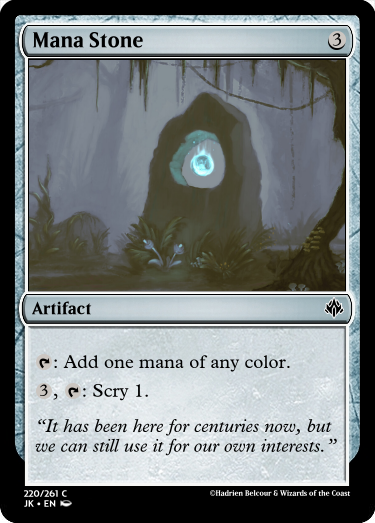 Mana Stone 3
Artifact
: Add one mana of any color.
3, : Scry 1.
“It has been here for centuries now, but
we can still use it for our own interests.”
220/261 C
JK • EN
©Hadrien Belcour & Wizards of the Coast